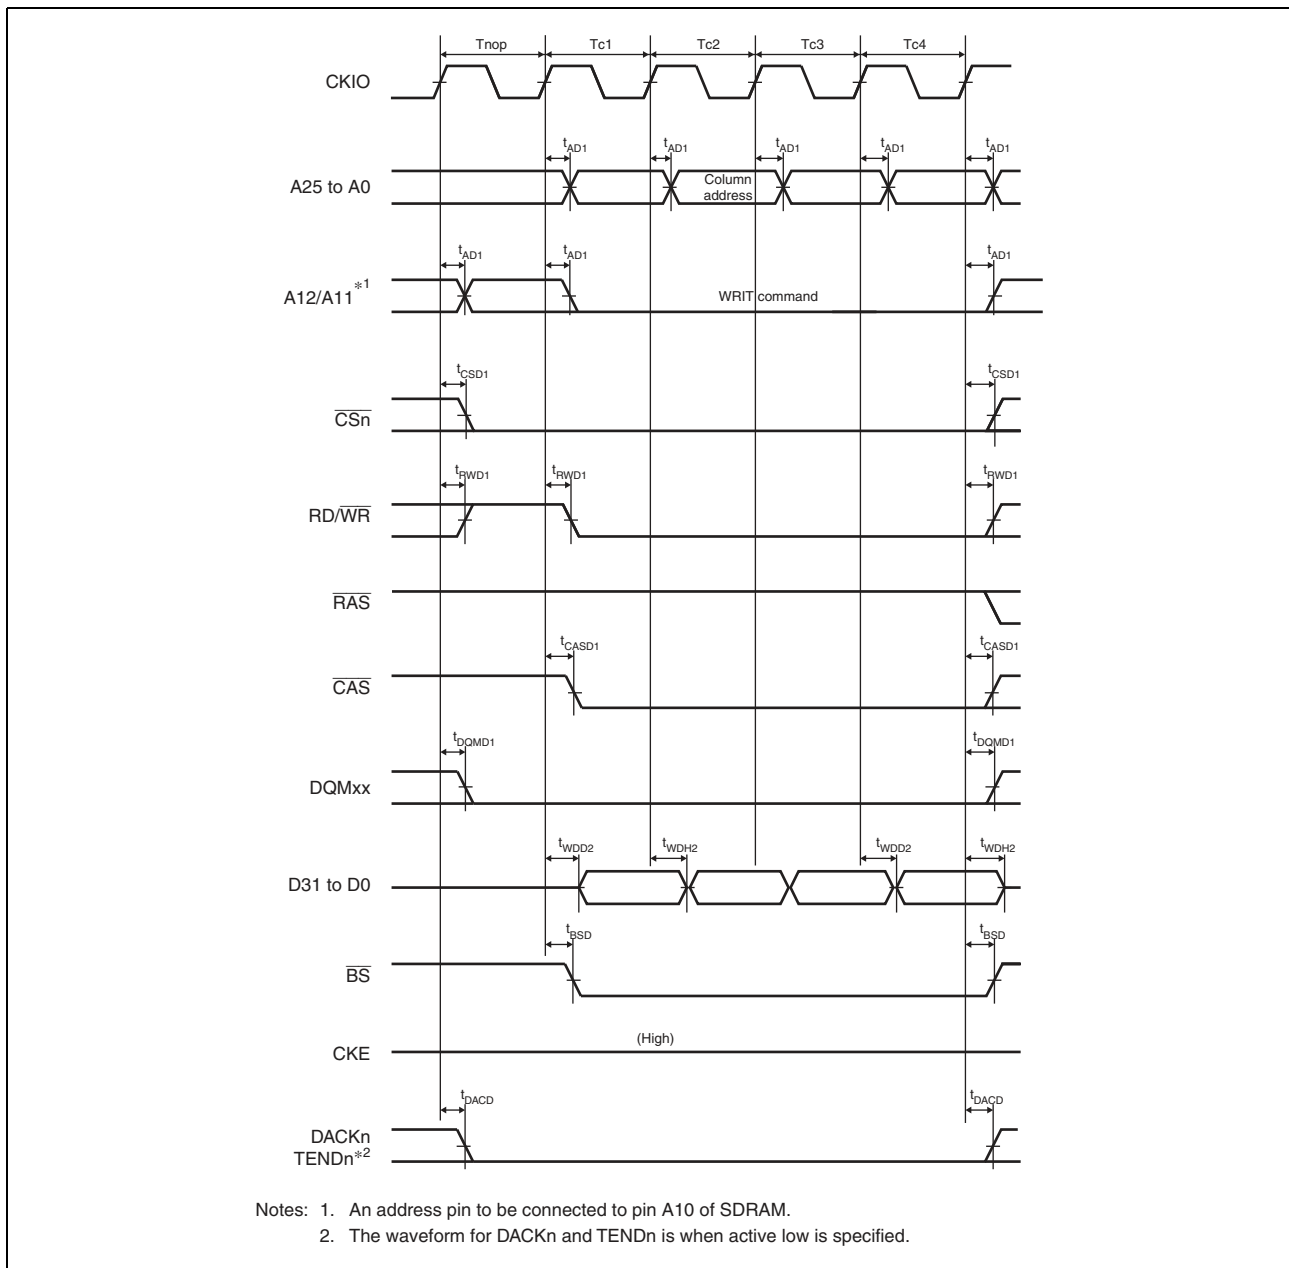 Tnop Tc1 Tc2 Tc3 Tc4
CKIO
tAD1 tAD1 tAD1 tAD1 tAD1
A25 to A0
Column
address
tAD1 tAD1 tAD1
A12/A11*1
WRIT command
tCSD1 tCSD1
CSn
tRWD1 tRWD1 tRWD1
RD/WR
RAS
tCASD1 tCASD1
CAS
tDQMD1 tDQMD1
DQMxx
tWDD2 tWDH2 tWDD2 tWDH2
D31 to D0
tBSD tBSD
BS
(High)
CKE
tDACD tDACD
DACKn
TENDn*2
Notes: 1. An address pin to be connected to pin A10 of SDRAM.
2. The waveform for DACKn and TENDn is when active low is specified.